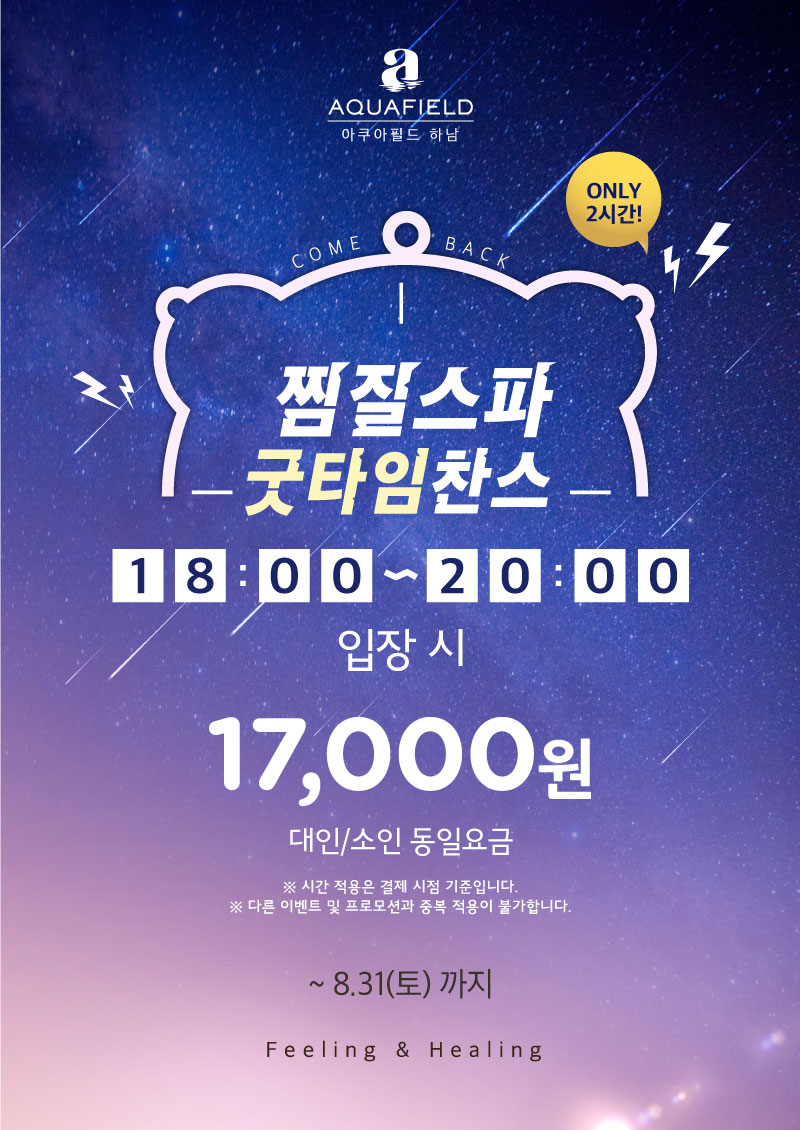 a
AQUAFIELD
아쿠아필드 하남
ONLY
2시간!
COME BACK
찜질스파
굿타임찬스
18:00~20:00
입장 시
17,000원
대인/소인 동일요금
※ 시간 적용은 결제 시점 기준입니다.
※ 다른 이벤트 및 프로모션과 중복 적용이 불가합니다.
~ 8.31(토) 까지
Feeling & Healing